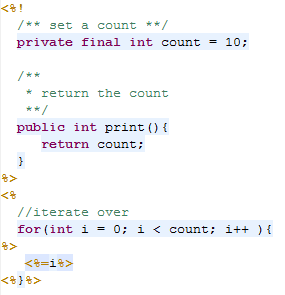 <%!
/** set a count **/
private final int count = 10;
/**
* return the count
**/
public int print(){
return count;
}
%>
<%
//iterate over
for(int i = 0; i < count; i++ ){
%>
<%=i%>
<%}%>